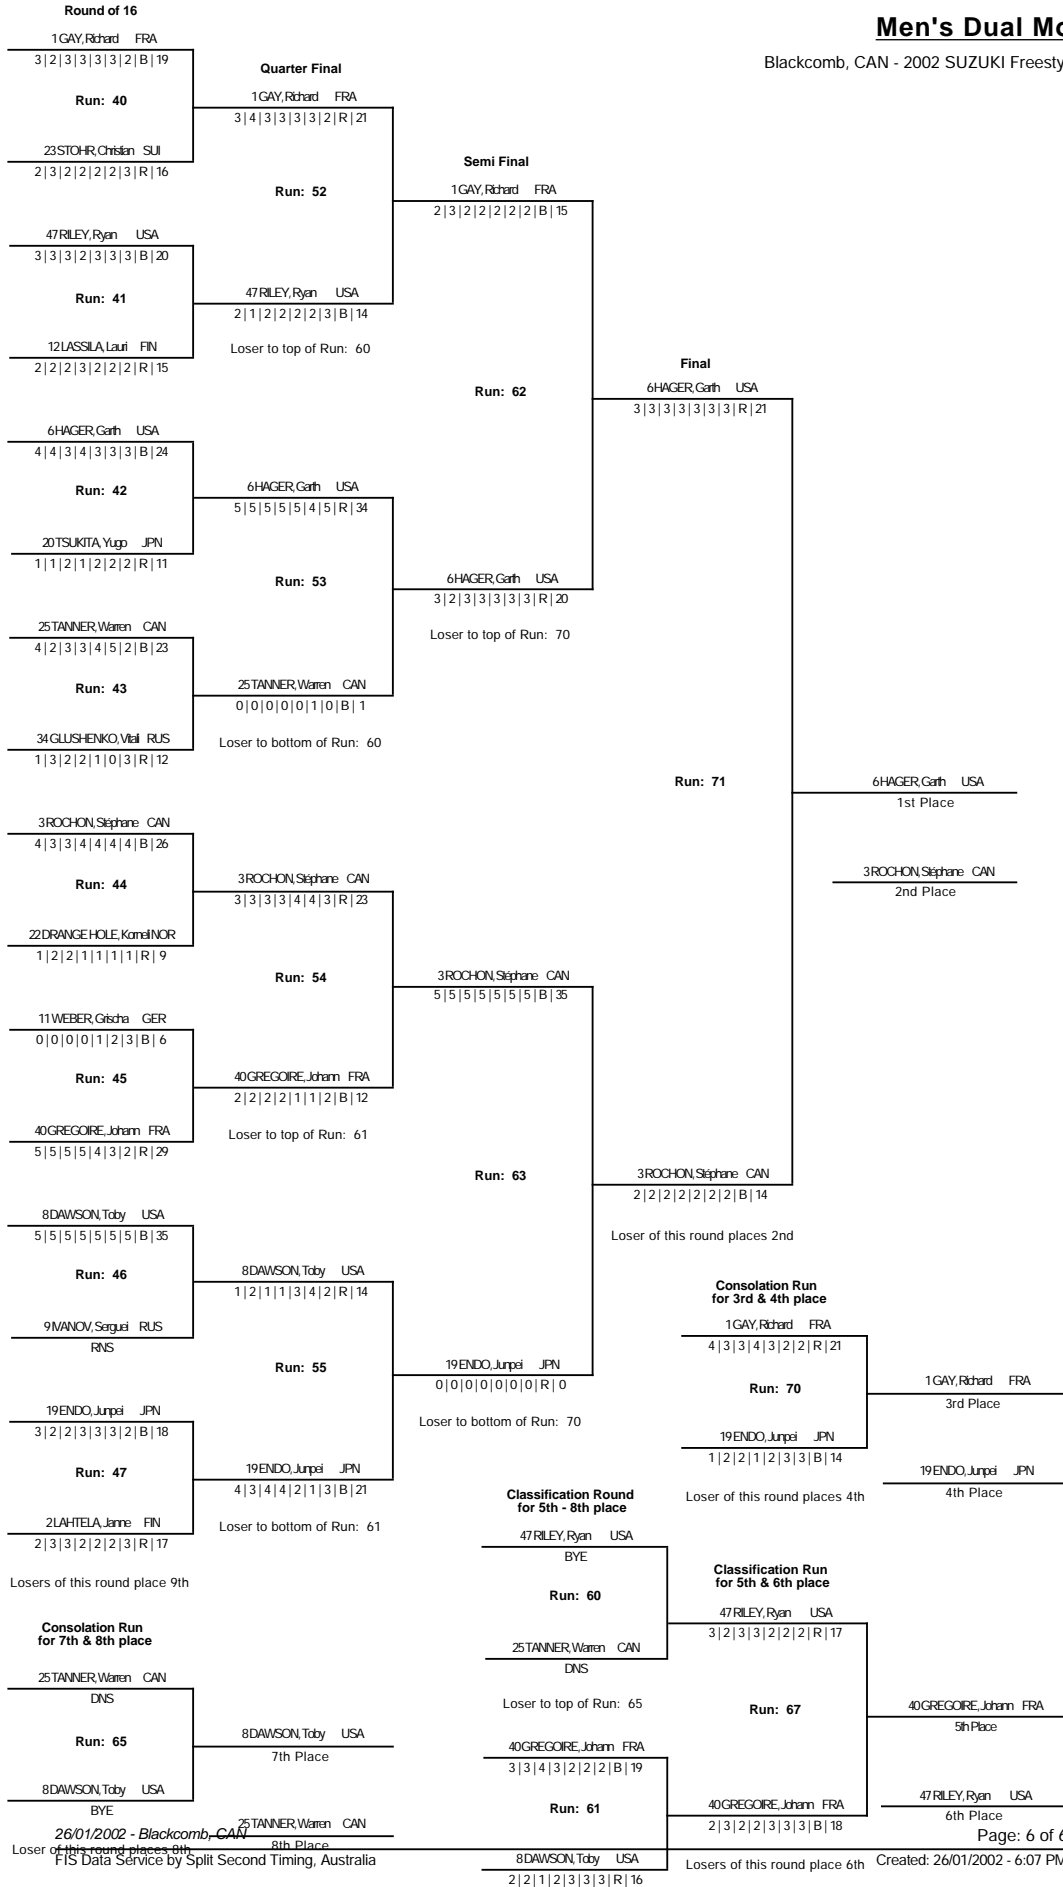 Round of 16
Men's Dual Mo
Blackcomb, CAN - 2002 SUZUKI Freesty
1 GAY, Richard FRA
3 | 2 | 3 | 3 | 3 | 3 | 2 | B | 19
Run: 40
23 STOHR, Christian SUI
2 | 3 | 2 | 2 | 2 | 2 | 3 | R | 16
47 RILEY, Ryan USA
3 | 3 | 3 | 2 | 3 | 3 | 3 | B | 20
Run: 41
12 LASSILA, Lauri FIN
2 | 2 | 2 | 3 | 2 | 2 | 2 | R | 15
6 HAGER, Garth USA
4 | 4 | 3 | 4 | 3 | 3 | 3 | B | 24
Run: 42
20 TSUKITA, Yugo JPN
1 | 1 | 2 | 1 | 2 | 2 | 2 | R | 11
25 TANNER, Warren CAN
4 | 2 | 3 | 3 | 4 | 5 | 2 | B | 23
Run: 43
34 GLUSHENKO, Vitali RUS
1 | 3 | 2 | 2 | 1 | 0 | 3 | R | 12
3 ROCHON, Stéphane CAN
4 | 3 | 3 | 4 | 4 | 4 | 4 | B | 26
Run: 44
22 DRANGE HOLE, Korneli NOR
1 | 2 | 2 | 1 | 1 | 1 | 1 | R | 9
11 WEBER, Grischa GER
0 | 0 | 0 | 0 | 1 | 2 | 3 | B | 6
Run: 45
40 GREGOIRE, Johann FRA
5 | 5 | 5 | 5 | 4 | 3 | 2 | R | 29
8 DAWSON, Toby USA
5 | 5 | 5 | 5 | 5 | 5 | 5 | B | 35
Run: 46
9 IVANOV, Serguei RUS
RNS
19 ENDO, Junpei JPN
3 | 2 | 2 | 3 | 3 | 3 | 2 | B | 18
Run: 47
2 LAHTELA, Janne FIN
2 | 3 | 3 | 2 | 2 | 2 | 3 | R | 17
Losers of this round place 9th
Quarter Final
1 GAY, Richard FRA
3 | 4 | 3 | 3 | 3 | 3 | 2 | R | 21
Run: 52
47 RILEY, Ryan USA
2 | 1 | 2 | 2 | 2 | 2 | 3 | B | 14
Loser to top of Run: 60
6 HAGER, Garth USA
5 | 5 | 5 | 5 | 5 | 4 | 5 | R | 34
Run: 53
25 TANNER, Warren CAN
0 | 0 | 0 | 0 | 0 | 1 | 0 | B | 1
Loser to bottom of Run: 60
3 ROCHON, Stéphane CAN
3 | 3 | 3 | 3 | 4 | 4 | 3 | R | 23
Run: 54
40 GREGOIRE, Johann FRA
2 | 2 | 2 | 2 | 1 | 1 | 2 | B | 12
Loser to top of Run: 61
8 DAWSON, Toby USA
1 | 2 | 1 | 1 | 3 | 4 | 2 | R | 14
Run: 55
19 ENDO, Junpei JPN
4 | 3 | 4 | 4 | 2 | 1 | 3 | B | 21
Loser to bottom of Run: 61
Semi Final
1 GAY, Richard FRA
2 | 3 | 2 | 2 | 2 | 2 | 2 | B | 15
Run: 62
6 HAGER, Garth USA
3 | 2 | 3 | 3 | 3 | 3 | 3 | R | 20
Loser to top of Run: 70
3 ROCHON, Stéphane CAN
5 | 5 | 5 | 5 | 5 | 5 | 5 | B | 35
Run: 63
19 ENDO, Junpei JPN
0 | 0 | 0 | 0 | 0 | 0 | 0 | R | 0
Loser to bottom of Run: 70
Final
6 HAGER, Garth USA
3 | 3 | 3 | 3 | 3 | 3 | 3 | R | 21
Run: 71
3 ROCHON, Stéphane CAN
2 | 2 | 2 | 2 | 2 | 2 | 2 | B | 14
Loser of this round places 2nd
6 HAGER, Garth USA
1st Place
3 ROCHON, Stéphane CAN
2nd Place
Consolation Run
for 3rd & 4th place
1 GAY, Richard FRA
4 | 3 | 3 | 4 | 3 | 2 | 2 | R | 21
Run: 70
19 ENDO, Junpei JPN
1 | 2 | 2 | 1 | 2 | 3 | 3 | B | 14
Loser of this round places 4th
1 GAY, Richard FRA
3rd Place
19 ENDO, Junpei JPN
4th Place
Classification Round
for 5th - 8th place
47 RILEY, Ryan USA
BYE
Run: 60
25 TANNER, Warren CAN
DNS
Loser to top of Run: 65
40 GREGOIRE, Johann FRA
3 | 3 | 4 | 3 | 2 | 2 | 2 | B | 19
Run: 61
8 DAWSON, Toby USA
2 | 2 | 1 | 2 | 3 | 3 | 3 | R | 16
Classification Run
for 5th & 6th place
47 RILEY, Ryan USA
3 | 2 | 3 | 3 | 2 | 2 | 2 | R | 17
Run: 67
40 GREGOIRE, Johann FRA
2 | 3 | 2 | 2 | 3 | 3 | 3 | B | 18
Losers of this round place 6th
40 GREGOIRE, Johann FRA
5th Place
47 RILEY, Ryan USA
6th Place
Consolation Run
for 7th & 8th place
25 TANNER, Warren CAN
DNS
Run: 65
8 DAWSON, Toby USA
BYE
Loser of this round places 8th
8 DAWSON, Toby USA
7th Place
25 TANNER, Warren CAN
8th Place
26/01/2002 - Blackcomb, CAN
Page: 6 of 6
FIS Data Service by Split Second Timing, Australia
Created: 26/01/2002 - 6:07 PM